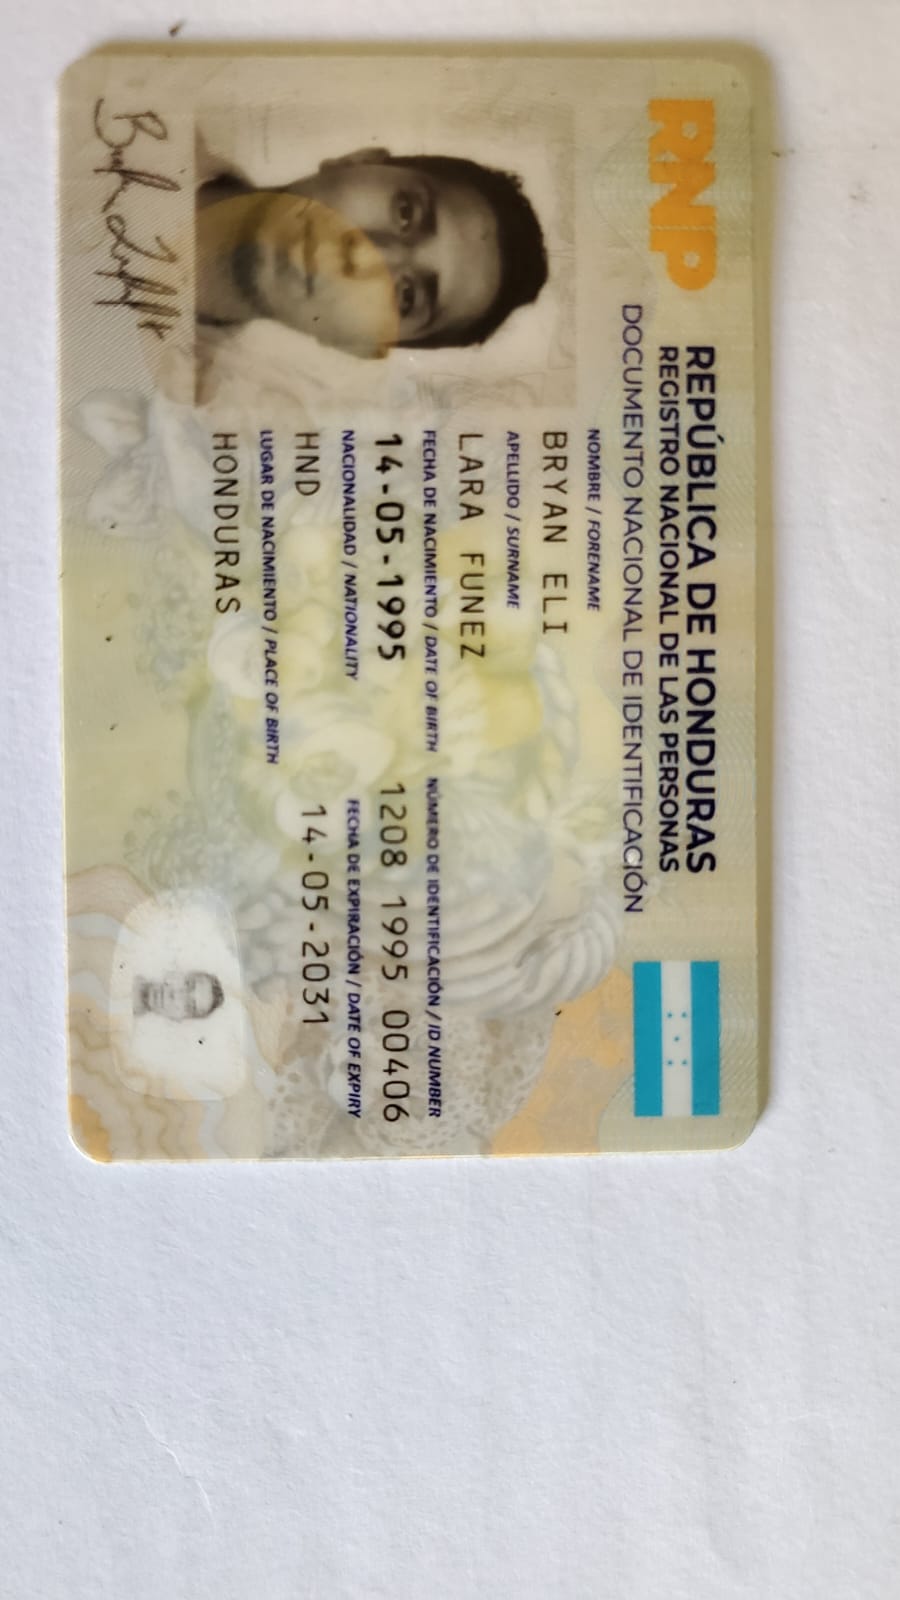 RNP
REPÚBLICA DE HONDURAS
REGISTRO NACIONAL DE LAS PERSONAS
DOCUMENTO NACIONAL DE IDENTIFICACIÓN
NOMBRE / FORENAME
BRYAN ELI
APELLIDO / SURNAME
LARA FUNEZ
FECHA DE NACIMIENTO / DATE OF BIRTH NÚMERO DE IDENTIFICACIÓN / ID NUMBER
14-05-1995 1208 1995 00406
NACIONALIDAD / NATIONALITY FECHA DE EXPIRACIÓN / DATE OF EXPIRY
HND 14-05-2031
LUGAR DE NACIMIENTO / PLACE OF BIRTH
HONDURAS